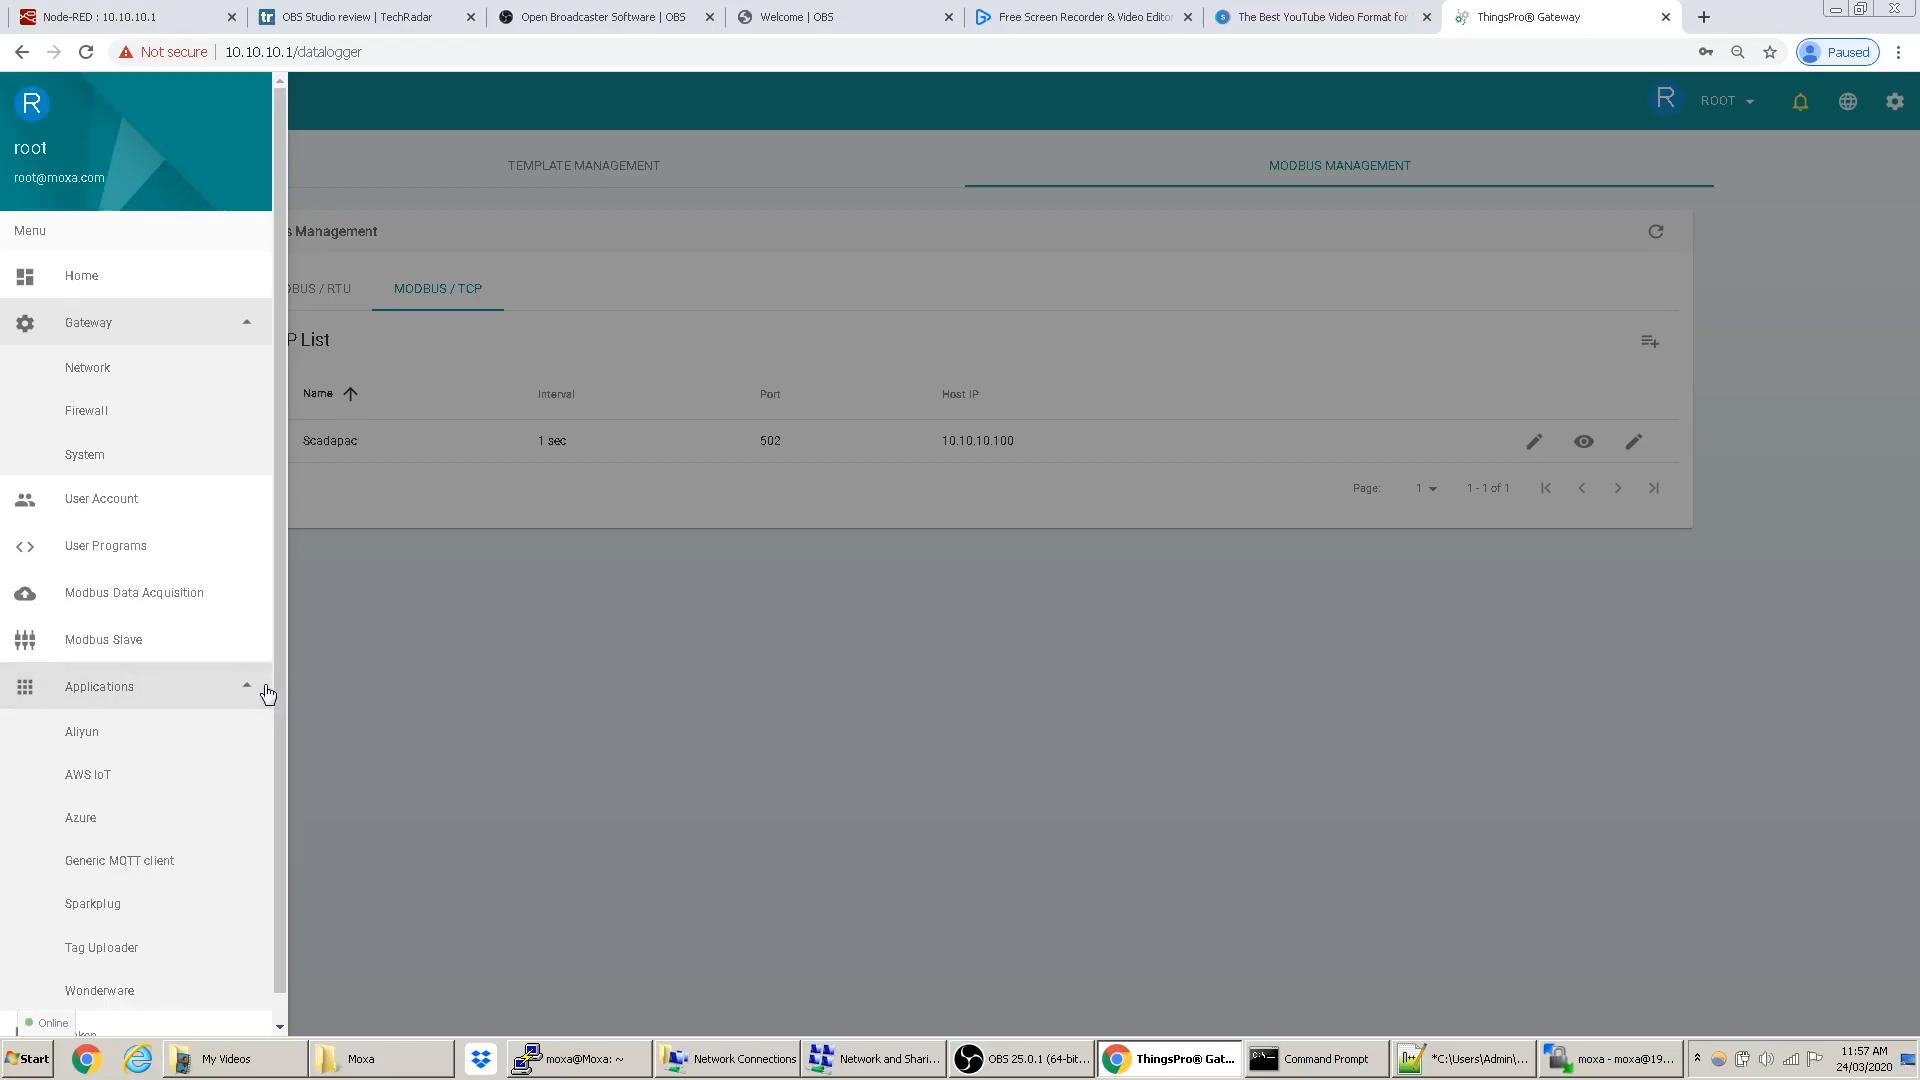 Node-RED : 10.10.10.1
OBS Studio review | TechRadar
Open Broadcaster Software | OBS
Welcome | OBS
Free Screen Recorder & Video Editor
The Best YouTube Video Format for
ThingsPro® Gateway
Not secure
10.10.10.1/datalogger
Paused
R
root
root@moxa.com
R
ROOT
TEMPLATE MANAGEMENT
MODBUS MANAGEMENT
Menu
s Management
Home
DBUS / RTU
MODBUS / TCP
Gateway
P List
Network
Name
Interval
Port
Host IP
Firewall
Scadapac
1 sec
502
10.10.10.100
System
Page:
1
1 - 1 of 1
User Account
User Programs
Modbus Data Acquisition
Modbus Slave
Applications
Aliyun
AWS IoT
Azure
Generic MQTT client
Sparkplug
Tag Uploader
Wonderware
Online
Start
My Videos
Moxa
moxa@Moxa: ~
Network Connections
Network and Shari...
OBS 25.0.1 (64-bit...
ThingsPro® Gat...
Command Prompt
*C:\Users\Admin\...
moxa - moxa@19...
11:57 AM
24/03/2020